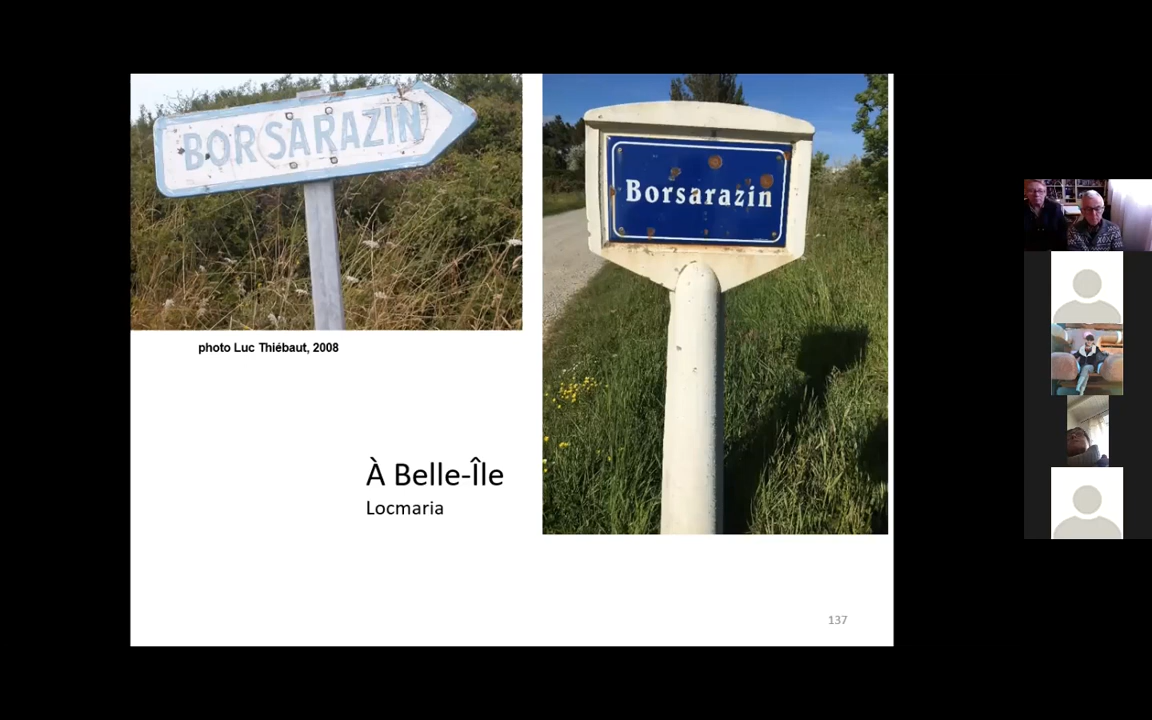 BORSARAZIN
Borsarazin
photo Luc Thiébaut, 2008
À Belle-Île
Locmaria
137